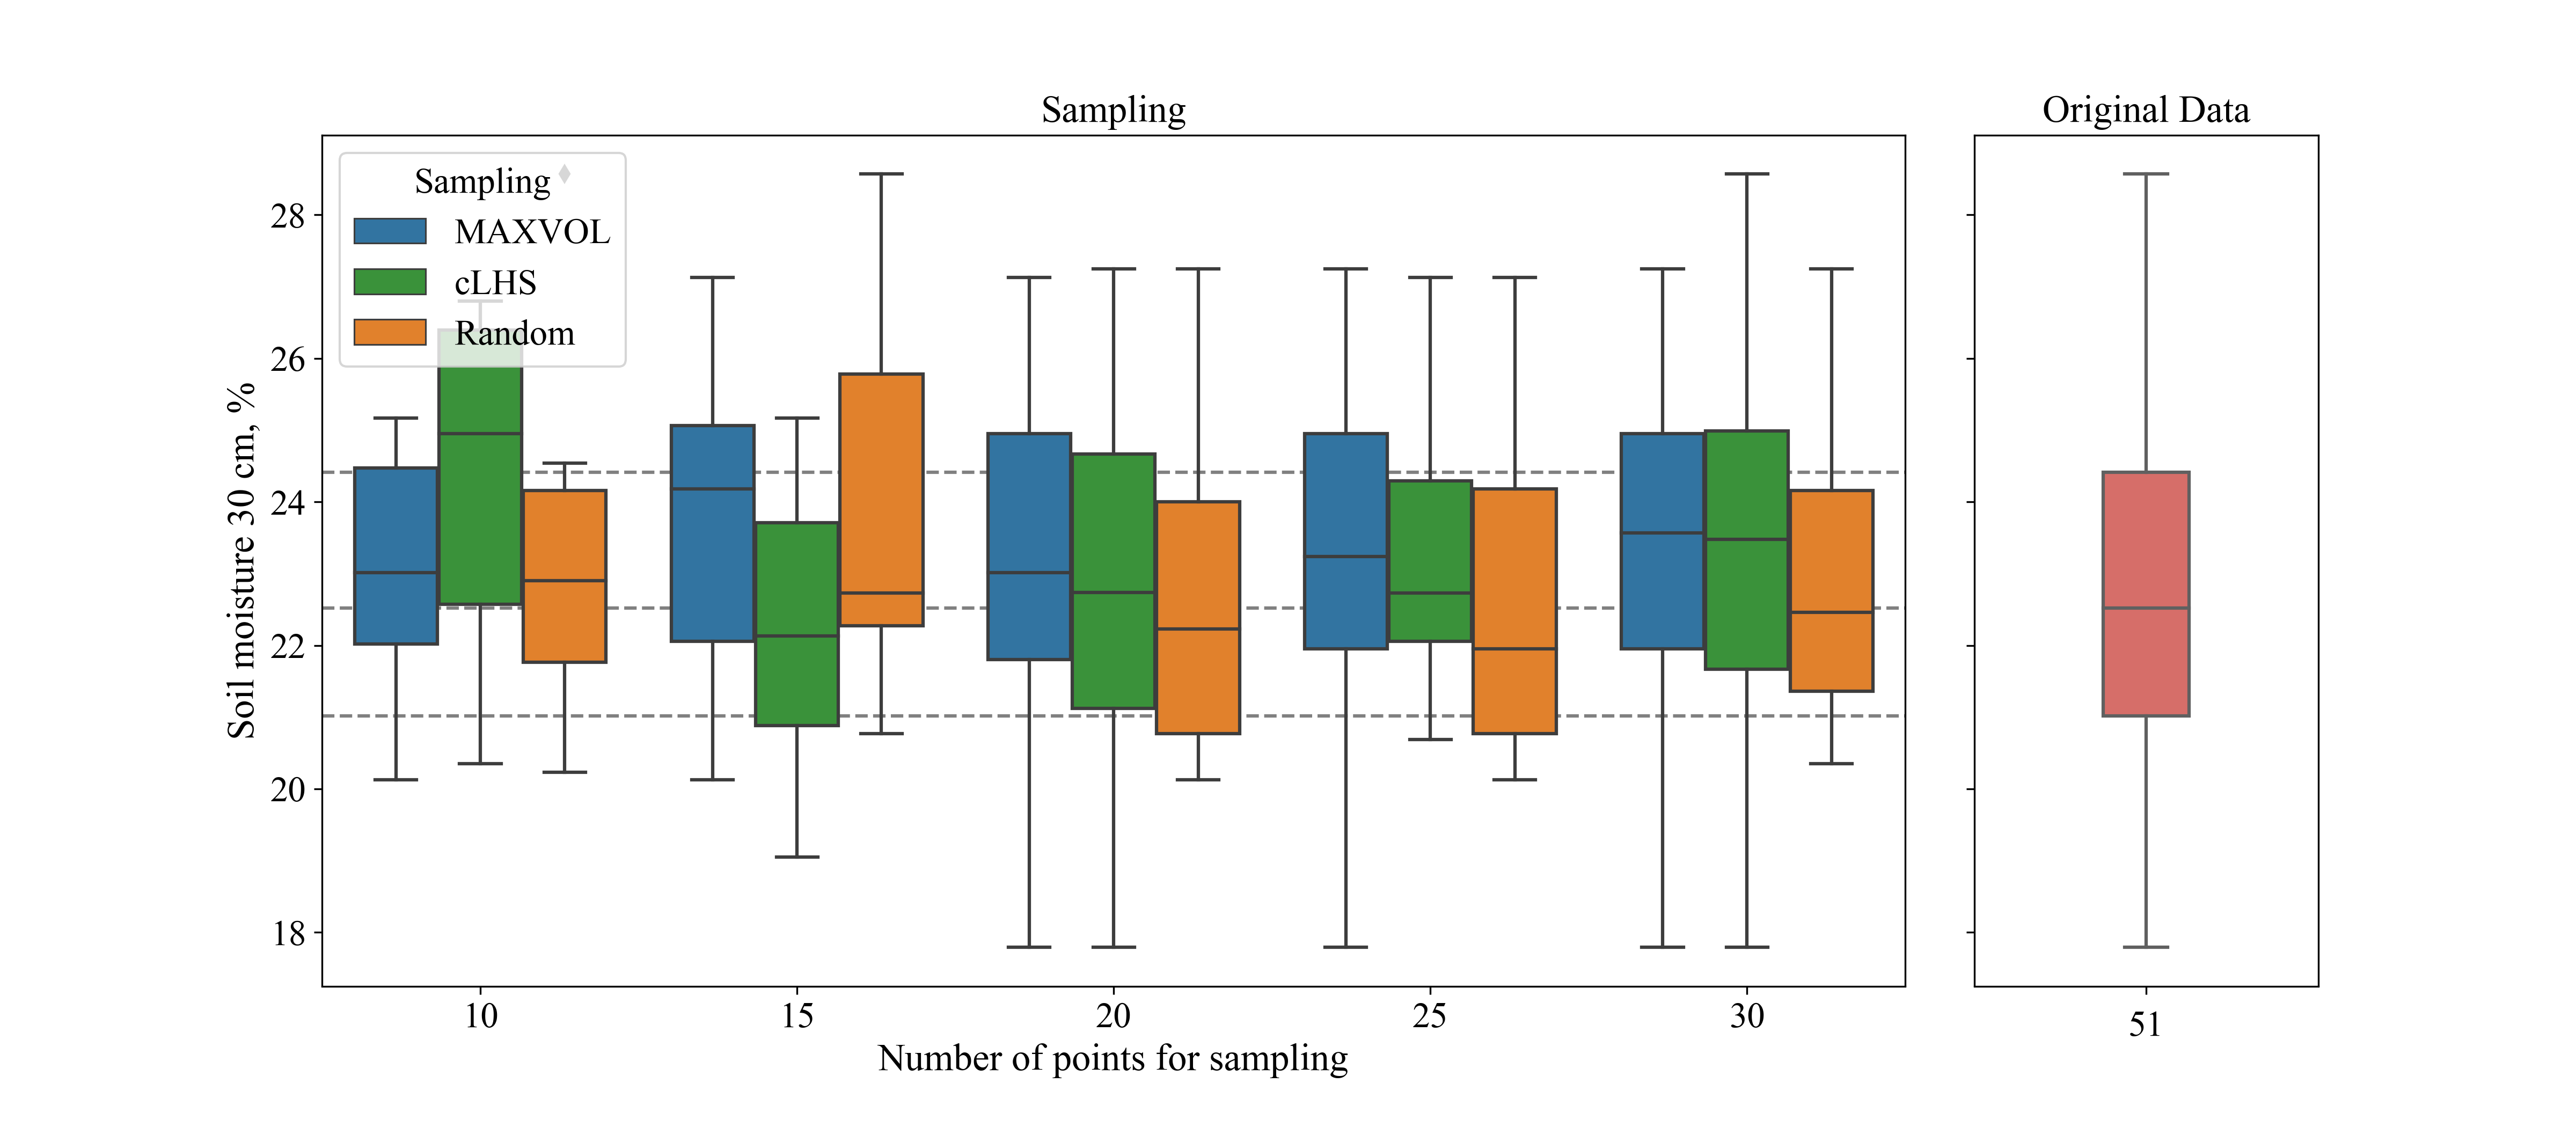 Sampling
Original Data
Sampling
MAXVOL
cLHS
Random
28
26
24
22
20
18
Soil moisture 30 cm, %
10 15 20 25 30
51
Number of points for sampling